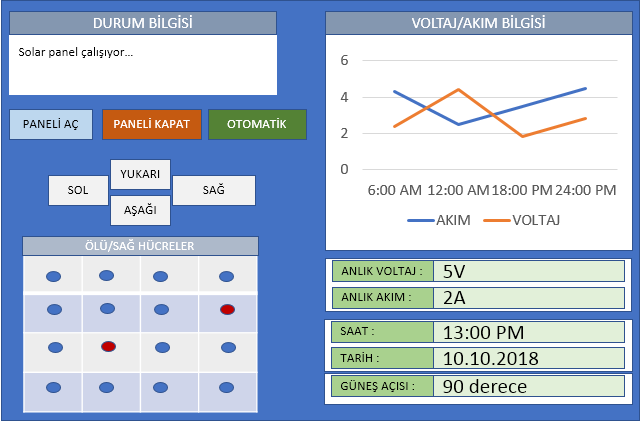 DURUM BİLGİSİ
Solar panel çalışıyor...
PANELİ AÇ
PANELİ KAPAT
OTOMATİK
YUKARI
SOL
SAĞ
AŞAĞI
ÖLÜ/SAĞ HÜCRELER
VOLTAJ/AKIM BİLGİSİ
6
4
2
0
6:00 AM 12:00 AM 18:00 PM 24:00 PM
AKIM VOLTAJ
ANLIK VOLTAJ : 5V
ANLIK AKIM : 2A
SAAT : 13:00 PM
TARİH : 10.10.2018
GÜNEŞ AÇISI : 90 derece